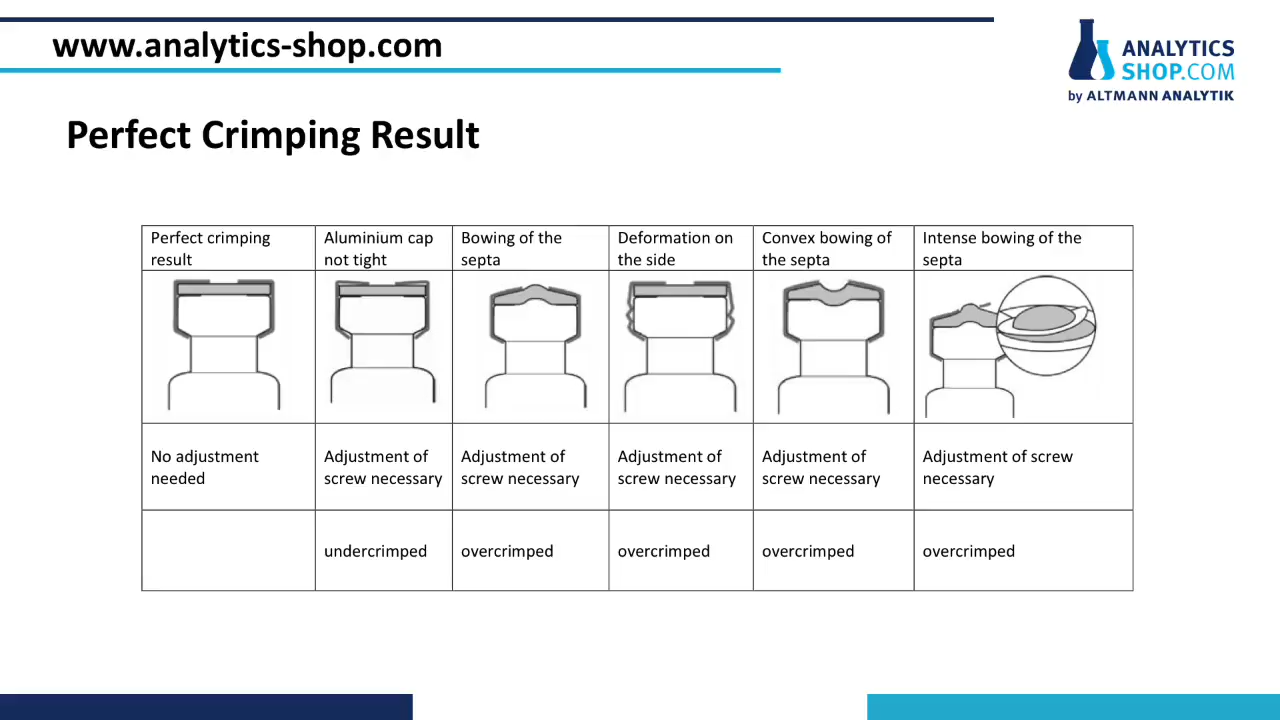 www.analytics-shop.com
ANALYTICS
SHOP.COM
by ALTMANN ANALYTIK
Perfect Crimping Result
Perfect crimping
result
Aluminium cap
not tight
Bowing of the
septa
Deformation on
the side
Convex bowing of
the septa
Intense bowing of the
septa
No adjustment
needed
Adjustment of
screw necessary
Adjustment of
screw necessary
Adjustment of
screw necessary
Adjustment of
screw necessary
Adjustment of screw
necessary
undercrimped
overcrimped
overcrimped
overcrimped
overcrimped